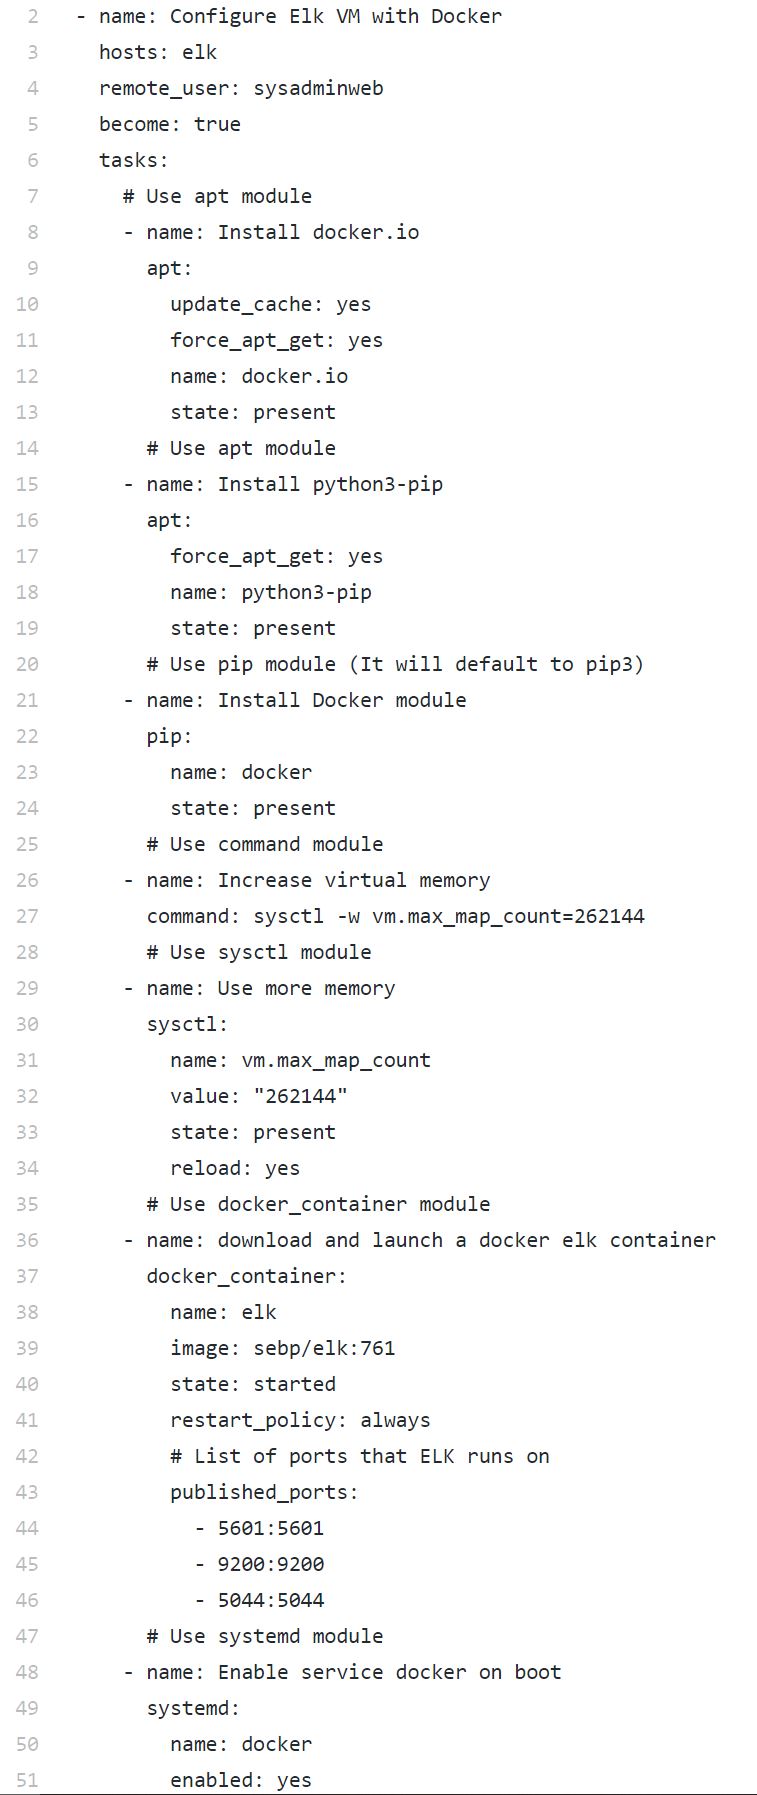 2 - name: Configure Elk VM with Docker
3 hosts: elk
4 remote_user: sysadminweb
5 become: true
6 tasks:
7 # Use apt module
8 - name: Install docker.io
9 apt:
10 update_cache: yes
11 force_apt_get: yes
12 name: docker.io
13 state: present
14 # Use apt module
15 - name: Install python3-pip
16 apt:
17 force_apt_get: yes
18 name: python3-pip
19 state: present
20 # Use pip module (It will default to pip3)
21 - name: Install Docker module
22 pip:
23 name: docker
24 state: present
25 # Use command module
26 - name: Increase virtual memory
27 command: sysctl -w vm.max_map_count=262144
28 # Use sysctl module
29 - name: Use more memory
30 sysctl:
31 name: vm.max_map_count
32 value: "262144"
33 state: present
34 reload: yes
35 # Use docker_container module
36 - name: download and launch a docker elk container
37 docker_container:
38 name: elk
39 image: sebp/elk:761
40 state: started
41 restart_policy: always
42 # List of ports that ELK runs on
43 published_ports:
44 - 5601:5601
45 - 9200:9200
46 - 5044:5044
47 # Use systemd module
48 - name: Enable service docker on boot
49 systemd:
50 name: docker
51 enabled: yes